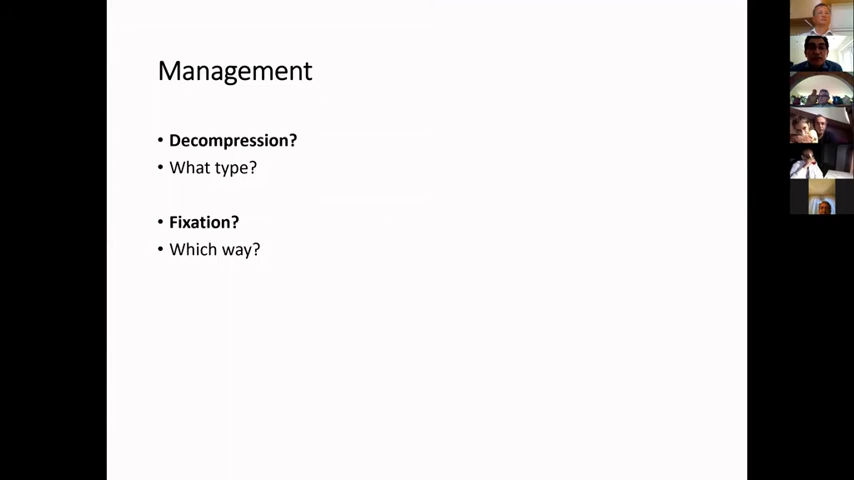 Management
• Decompression?
• What type?
• Fixation?
• Which way?